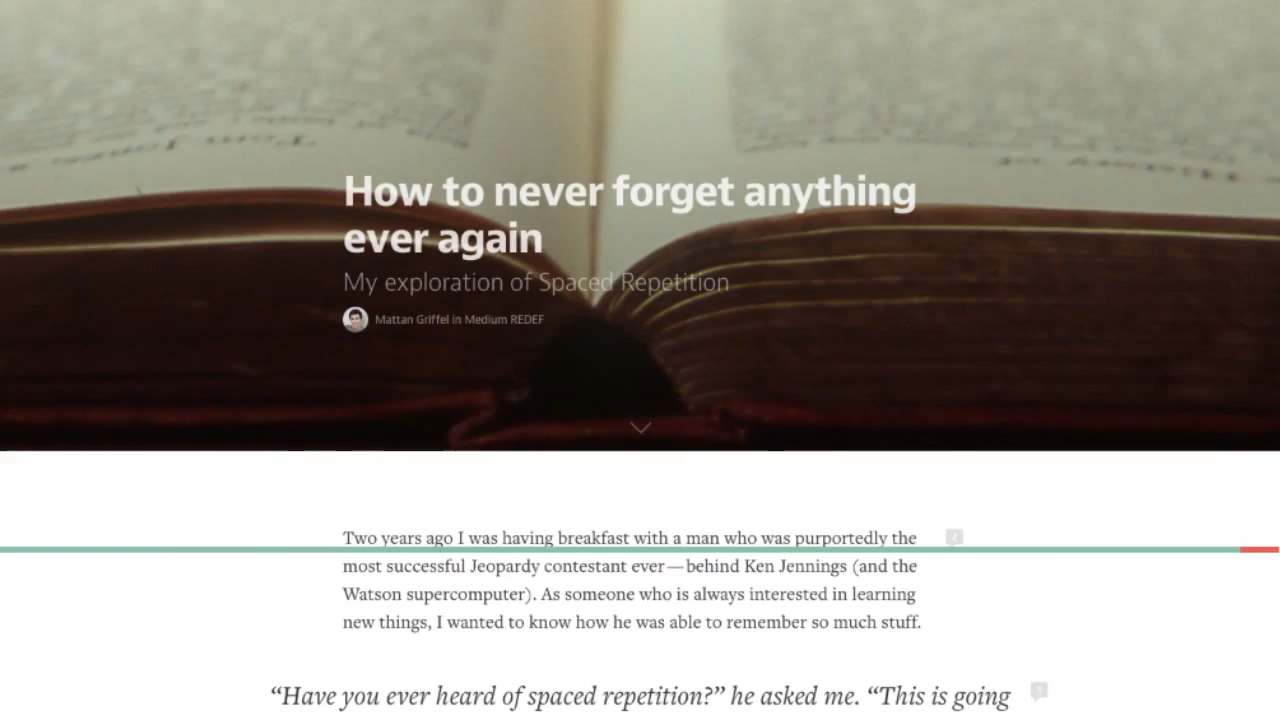 How to never forget anything
ever again
My exploration of Spaced Repetition
Mattan Griffel in Medium REDEF
Two years ago I was having breakfast with a man who was purportedly the
most successful Jeopardy contestant ever — behind Ken Jennings (and the
Watson supercomputer). As someone who is always interested in learning
new things, I wanted to know how he was able to remember so much stuff.
“Have you ever heard of spaced repetition?” he asked me. “This is going